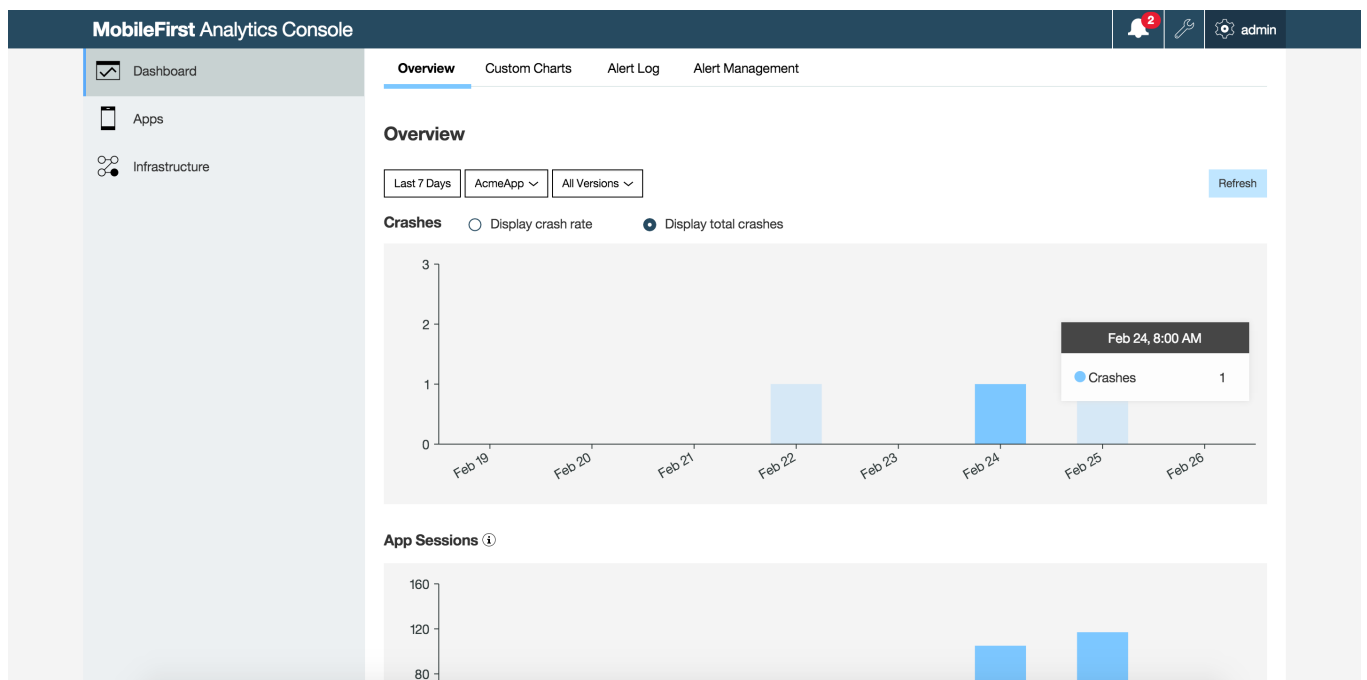 MobileFirst Analytics Console
2
admin
Dashboard
Apps
Infrastructure
Overview Custom Charts Alert Log Alert Management
Overview
Last 7 Days AcmeApp All Versions Refresh
Crashes Display crash rate Display total crashes
3
2
1
0
Feb 24, 8:00 AM
Crashes 1
Feb 19 Feb 20 Feb 21 Feb 22 Feb 23 Feb 24 Feb 25 Feb 26
App Sessions i
160
120
80